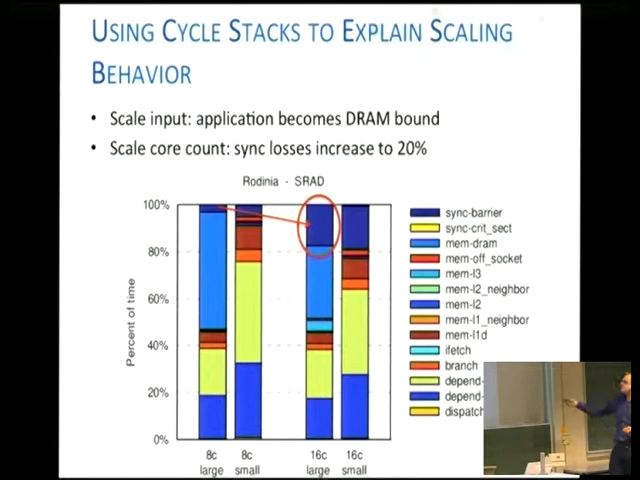 USING CYCLE STACKS TO EXPLAIN SCALING
BEHAVIOR
• Scale input: application becomes DRAM bound
• Scale core count: sync losses increase to 20%
Rodinia - SRAD
100%
80%
60%
40%
20%
0%
Percent of time
8c 8c 16c 16c
large small large small
sync-barrier
sync-crit_sect
mem-dram
mem-off_socket
mem-l3
mem-l2_neighbor
mem-l2
mem-l1_neighbor
mem-l1d
ifetch
branch
depend-
depend-
dispatch